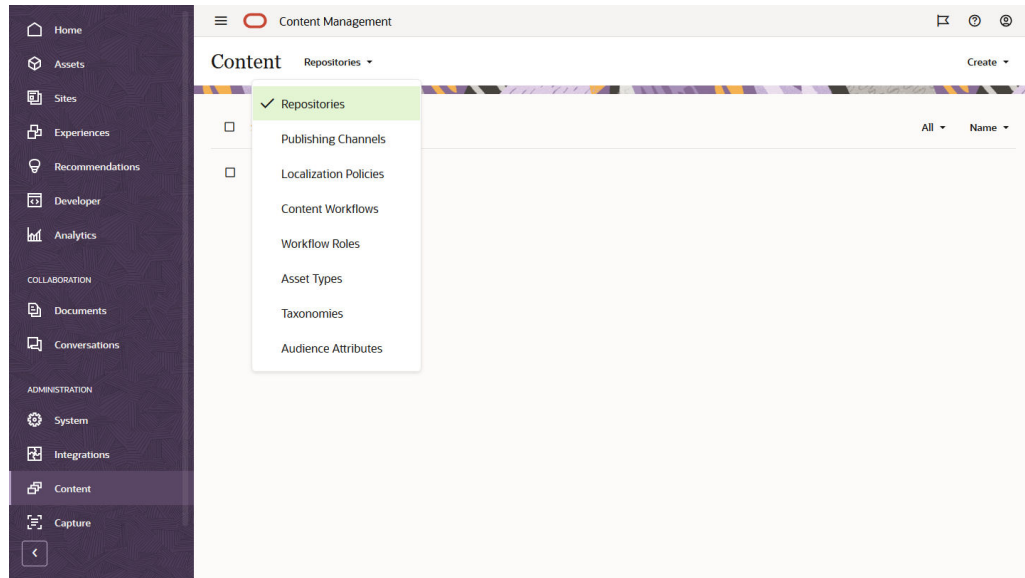 Home
Assets
Sites
Experiences
Recommendations
Developer
Analytics
COLLABORATION
Documents
Conversations
ADMINISTRATION
System
Integrations
Content
Capture
Content Management
Content Repositories Create
Repositories
Publishing Channels
Localization Policies
Content Workflows
Workflow Roles
Asset Types
Taxonomies
Audience Attributes
All Name